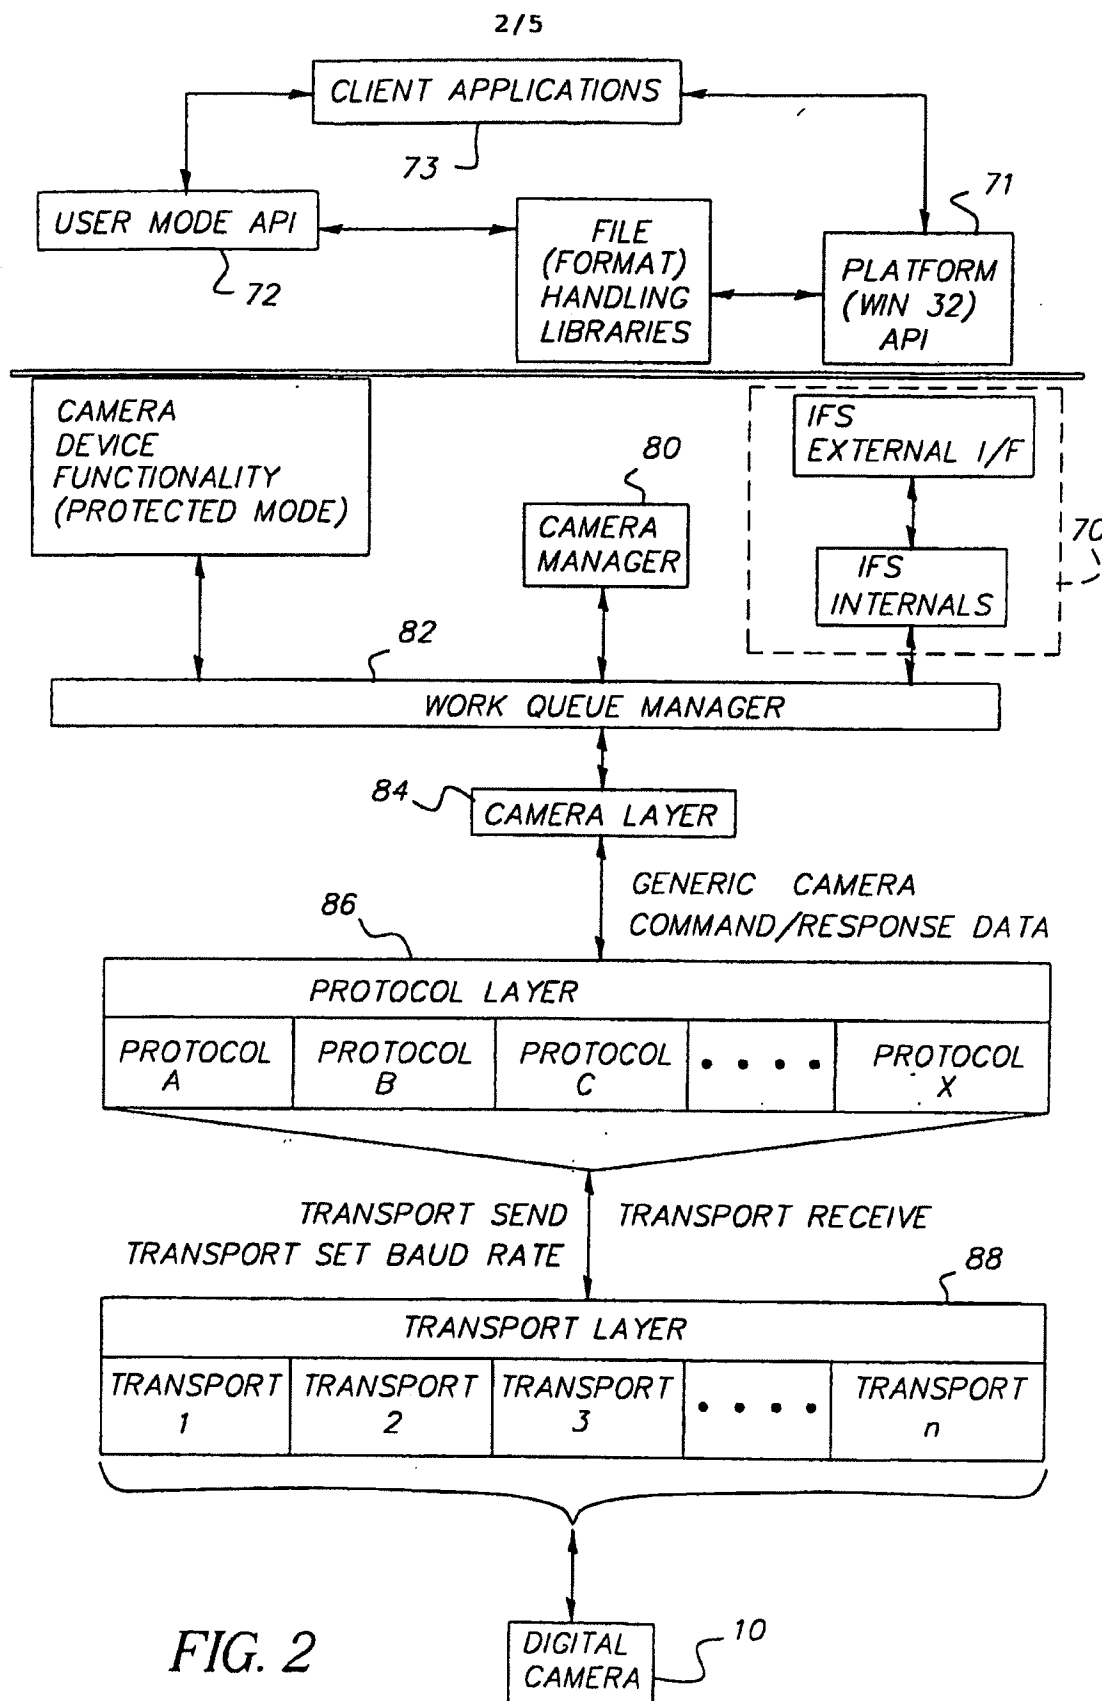 2/5
CLIENT APPLICATIONS
73
71
USER MODE API
72
FILE
(FORMAT)
HANDLING
LIBRARIES
PLATFORM
(WIN 32)
API
CAMERA
DEVICE
FUNCTIONALITY
(PROTECTED MODE)
80
CAMERA
MANAGER
IFS
EXTERNAL I/F
70
IFS
INTERNALS
82
WORK QUEUE MANAGER
84
CAMERA LAYER
GENERIC CAMERA
COMMAND/RESPONSE DATA
86
PROTOCOL LAYER
PROTOCOL
A
PROTOCOL
B
PROTOCOL
C
• • • •
PROTOCOL
X
TRANSPORT SEND
TRANSPORT SET BAUD RATE
TRANSPORT RECEIVE
88
TRANSPORT LAYER
TRANSPORT
1
TRANSPORT
2
TRANSPORT
3
• • • •
TRANSPORT
n
DIGITAL
CAMERA
10
FIG. 2